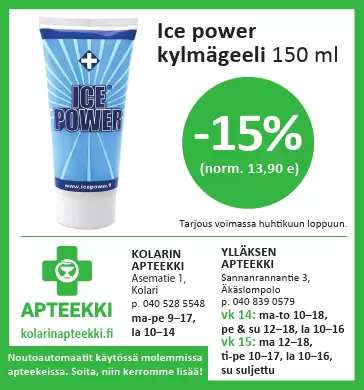 Ice power
kylmägeeli 150 ml
ICE
POWER
www.icepower.fi
-15%
(norm. 13,90 e)
Tarjous voimassa huhtikuun loppuun.
APTEEKKI
kolarinapteekki.fi
KOLARIN
APTEEKKI
Asematie 1,
Kolari
p. 040 528 5548
ma-pe 9–17,
la 10–14
YLLÄKSEN
APTEEKKI
Sannanrannantie 3,
Äkäslompolo
p. 040 839 0579
vk 14: ma-to 10–18,
pe & su 12–18, la 10–16
vk 15: ma 12–18,
ti-pe 10–17, la 10–16,
su suljettu
Noutoautomaatit käytössä molemmissa
apteekeissa. Soita, niin kerromme lisää!